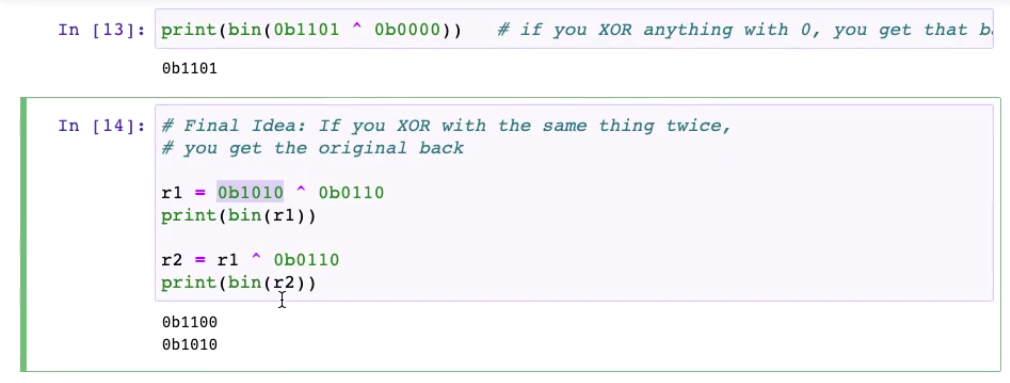 In [13]: print(bin(0b1101 ^ 0b0000)) # if you XOR anything with 0, you get that
0b1101
In [14]: # Final Idea: If you XOR with the same thing twice,
# you get the original back
r1 = 0b1010 ^ 0b0110
print(bin(r1))
r2 = r1 ^ 0b0110
print(bin(r2))
0b1100
0b1010